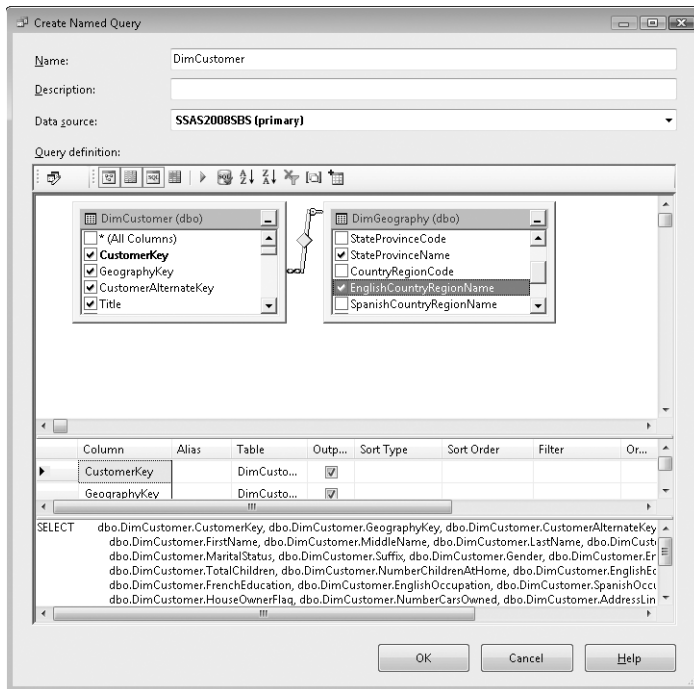 Create Named Query
Name:
DimCustomer
Description:
Data source:
SSAS2008SBS (primary)
Query definition:
DimCustomer (dbo)
* (All Columns)
CustomerKey
GeographyKey
CustomerAlternateKey
Title
DimGeography (dbo)
StateProvinceCode
StateProvinceName
CountryRegionCode
EnglishCountryRegionName
SpanishCountryRegionName
Column Alias Table Outp... Sort Type Sort Order Filter Or...
CustomerKey DimCusto...
GeographyKey DimCusto...
SELECT dbo.DimCustomer.CustomerKey, dbo.DimCustomer.GeographyKey, dbo.DimCustomer.CustomerAlternateKey
dbo.DimCustomer.FirstName, dbo.DimCustomer.MiddleName, dbo.DimCustomer.LastName, dbo.DimCust
dbo.DimCustomer.MaritalStatus, dbo.DimCustomer.Suffix, dbo.DimCustomer.Gender, dbo.DimCustomer.Er
dbo.DimCustomer.TotalChildren, dbo.DimCustomer.NumberChildrenAtHome, dbo.DimCustomer.EnglishEc
dbo.DimCustomer.FrenchEducation, dbo.DimCustomer.EnglishOccupation, dbo.DimCustomer.SpanishOccu
dbo.DimCustomer.HouseOwnerFlag, dbo.DimCustomer.NumberCarsOwned, dbo.DimCustomer.AddressLin
OK
Cancel
Help